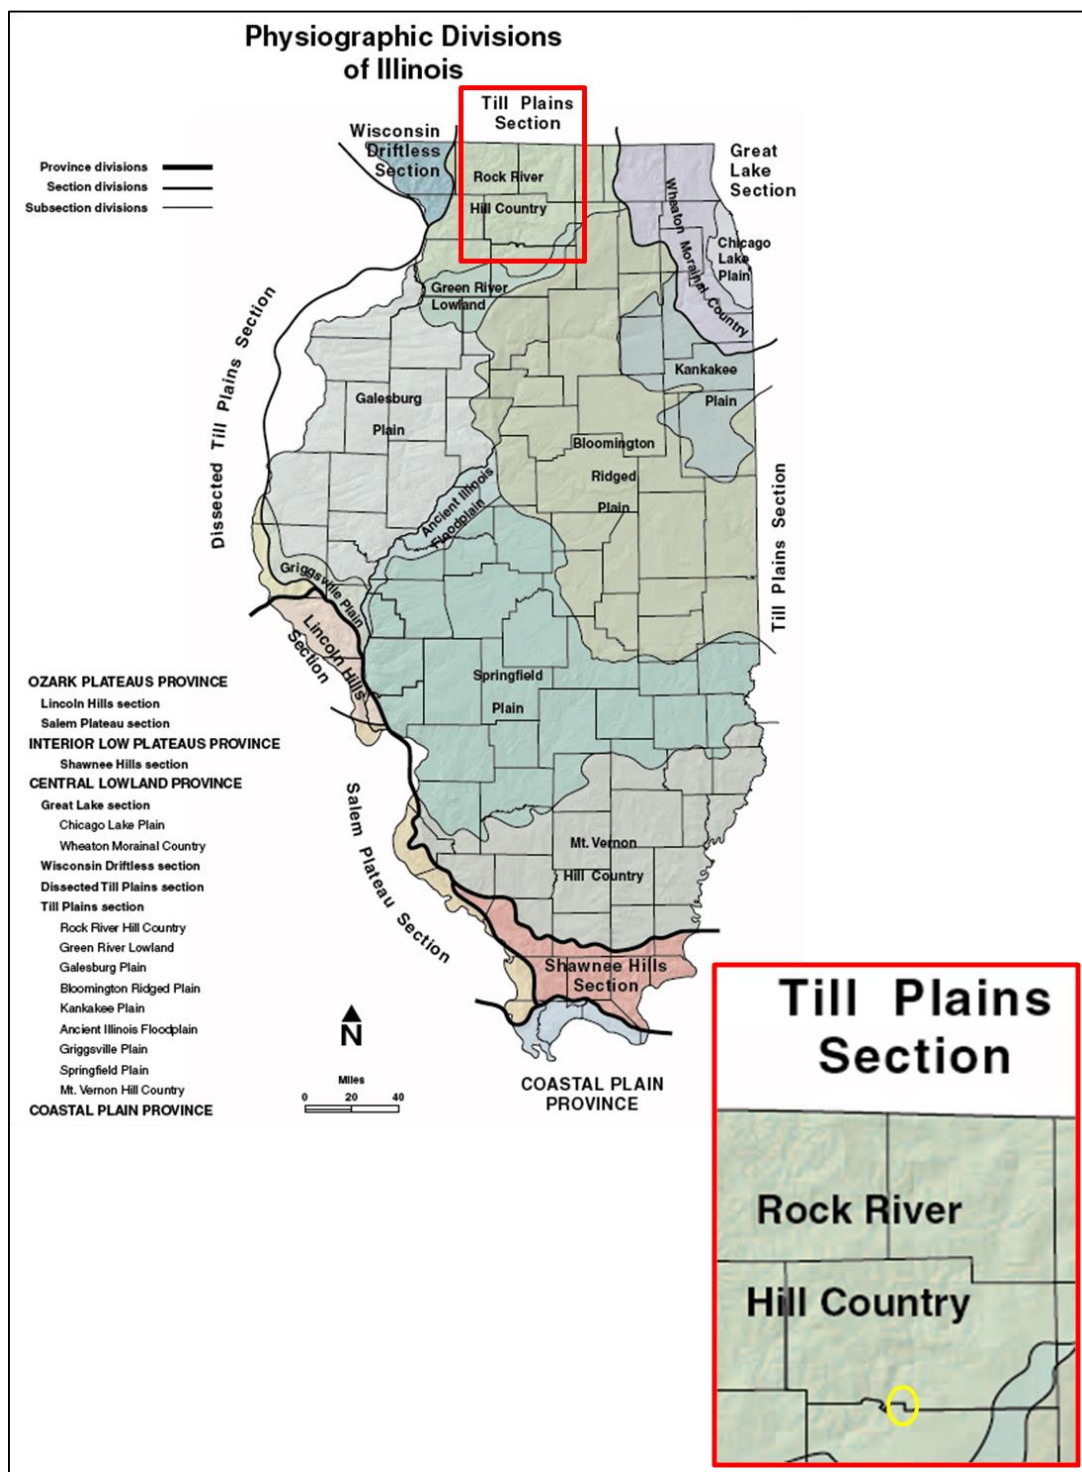 Physiographic Divisions
of Illinois
Till Plains
Section
Wisconsin
Driftless
Section
Great
Lake
Section
Province divisions
Section divisions
Subsection divisions
Rock River
Hill Country
Wheaton Morainal Country
Chicago
Lake
Plain
Green River
Lowland
Dissected Till Plains Section
Galesburg
Plain
Kankakee
Plain
Bloomington
Ridged
Plain
Ancient Illinois
Floodplain
Till Plains Section
Griggsville Plain
Lincoln Hills
Section
Springfield
Plain
OZARK PLATEAUS PROVINCE
Lincoln Hills section
Salem Plateau section
INTERIOR LOW PLATEAUS PROVINCE
Shawnee Hills section
CENTRAL LOWLAND PROVINCE
Great Lake section
Chicago Lake Plain
Wheaton Morainal Country
Wisconsin Driftless section
Dissected Till Plains section
Till Plains section
Rock River Hill Country
Green River Lowland
Galesburg Plain
Bloomington Ridged Plain
Kankakee Plain
Ancient Illinois Floodplain
Griggsville Plain
Springfield Plain
Mt. Vernon Hill Country
COASTAL PLAIN PROVINCE
Salem Plateau Section
Mt. Vernon
Hill Country
Shawnee Hills
Section
N
Miles
0 20 40
COASTAL PLAIN
PROVINCE
Till Plains
Section
Rock River
Hill Country